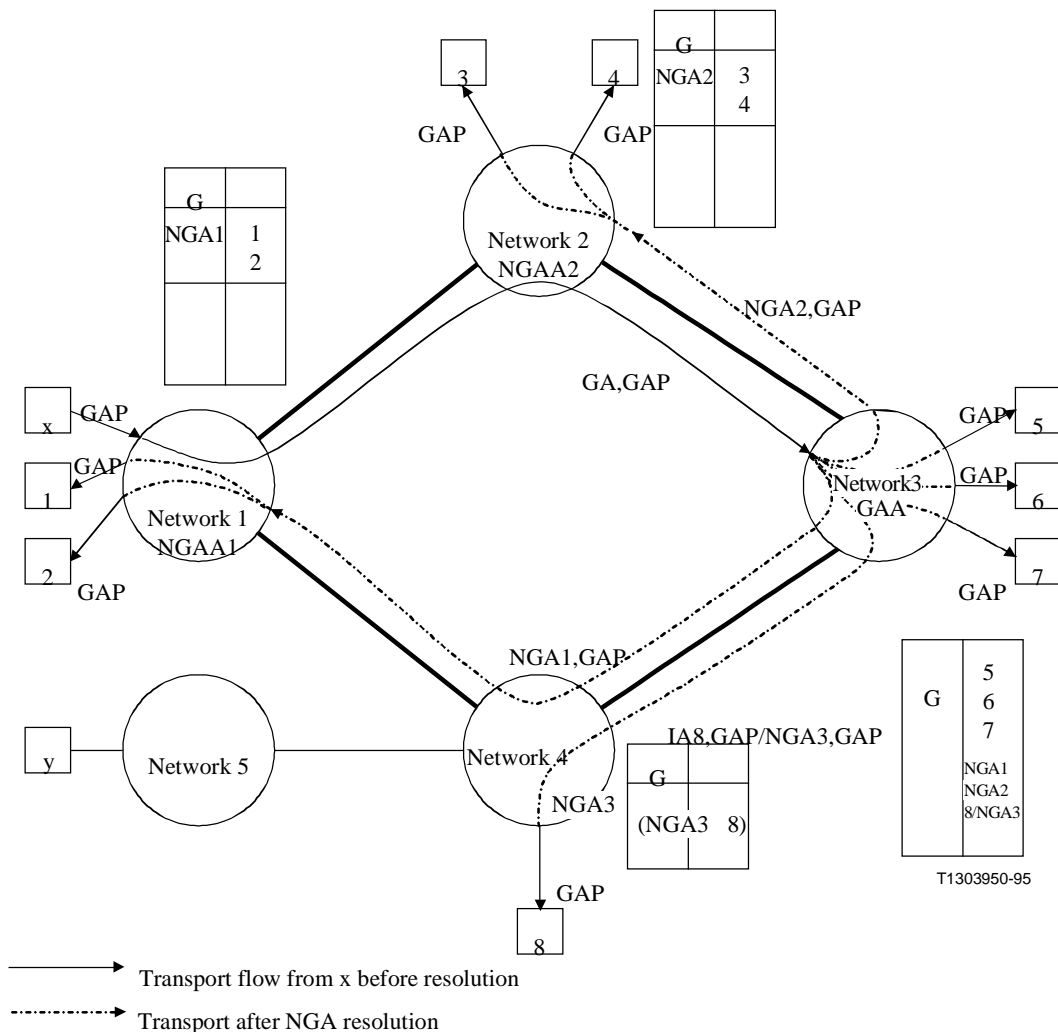 G
NGA2 3
4
3
4
GAP
GAP
G
NGA1 1
2
Network 2
NGAA2
NGA2,GAP
GA,GAP
x
GAP
GAP
1
Network 1
NGAA1
2
GAP
GAP
5
GAP
6
Network3
GAA
7
GAP
NGA1,GAP
G
5
6
7
NGA1
NGA2
8/NGA3
IA8,GAP/NGA3,GAP
y
Network 5
Network 4
NGA3
G
(NGA3 8)
T1303950-95
GAP
8
Transport flow from x before resolution
Transport after NGA resolution